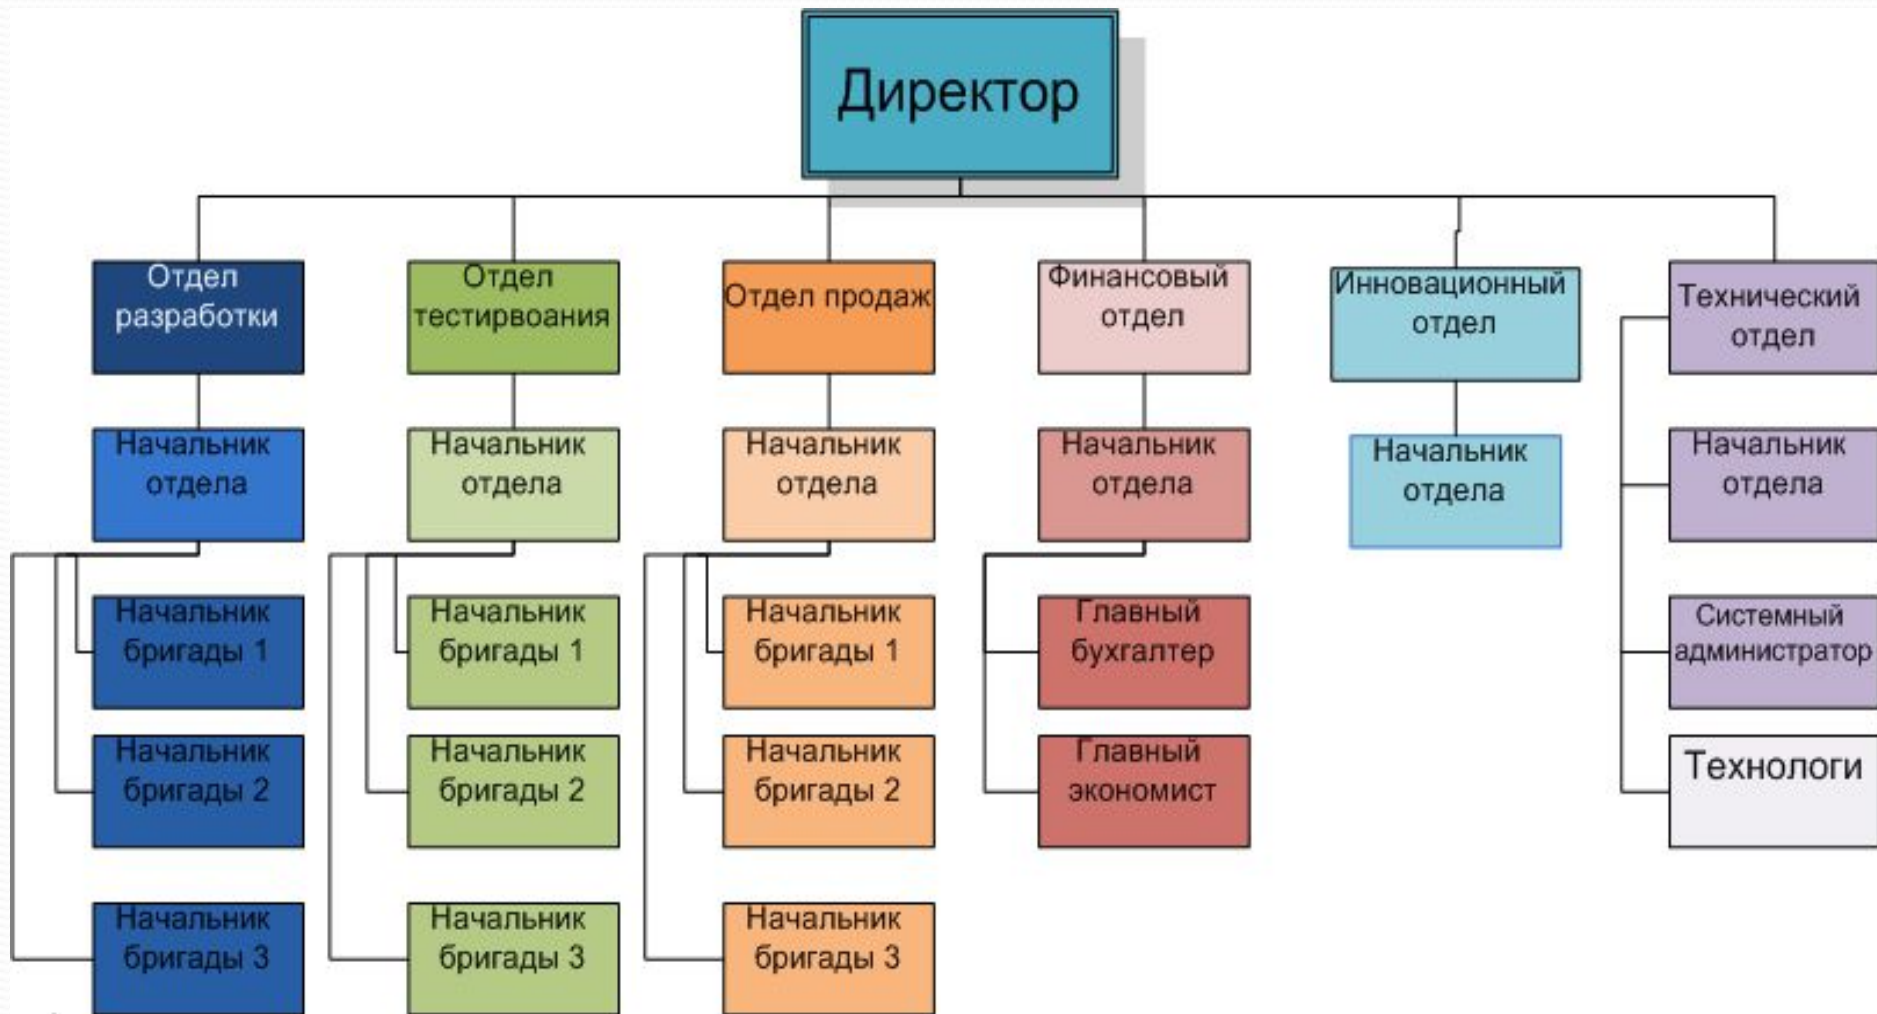 Директор
Отдел
разработки
Отдел
тестирвоания
Отдел продаж
Финансовый
отдел
Инновационный
отдел
Технический
отдел
Начальник
отдела
Начальник
отдела
Начальник
отдела
Начальник
отдела
Начальник
отдела
Начальник
отдела
Начальник
бригады 1
Начальник
бригады 1
Начальник
бригады 1
Главный
бухгалтер
Системный
администратор
Начальник
бригады 2
Начальник
бригады 2
Начальник
бригады 2
Главный
экономист
Технологи
Начальник
бригады 3
Начальник
бригады 3
Начальник
бригады 3